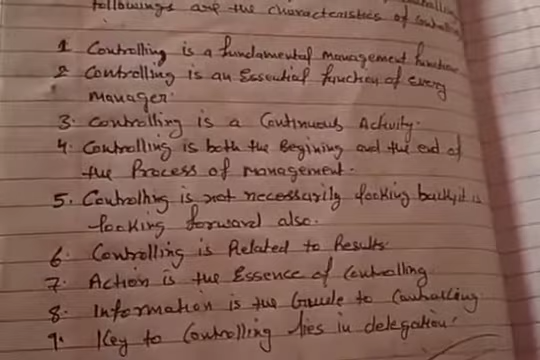 followings are the characteristics of controlling
1 Controlling is a fundamental management function
2 Controlling is an Essential function of every
manager.
3. Controlling is a Continuous Activity.
4. Controlling is both the Begining and the end of
the Process of management.
5. Controlling is not necessarily looking back, it is
looking forward also.
6. Controlling is Related to Results.
7. Action is the Essence of Controlling
8. Information is the Guide to Controlling
9. Key to Controlling lies in delegation.